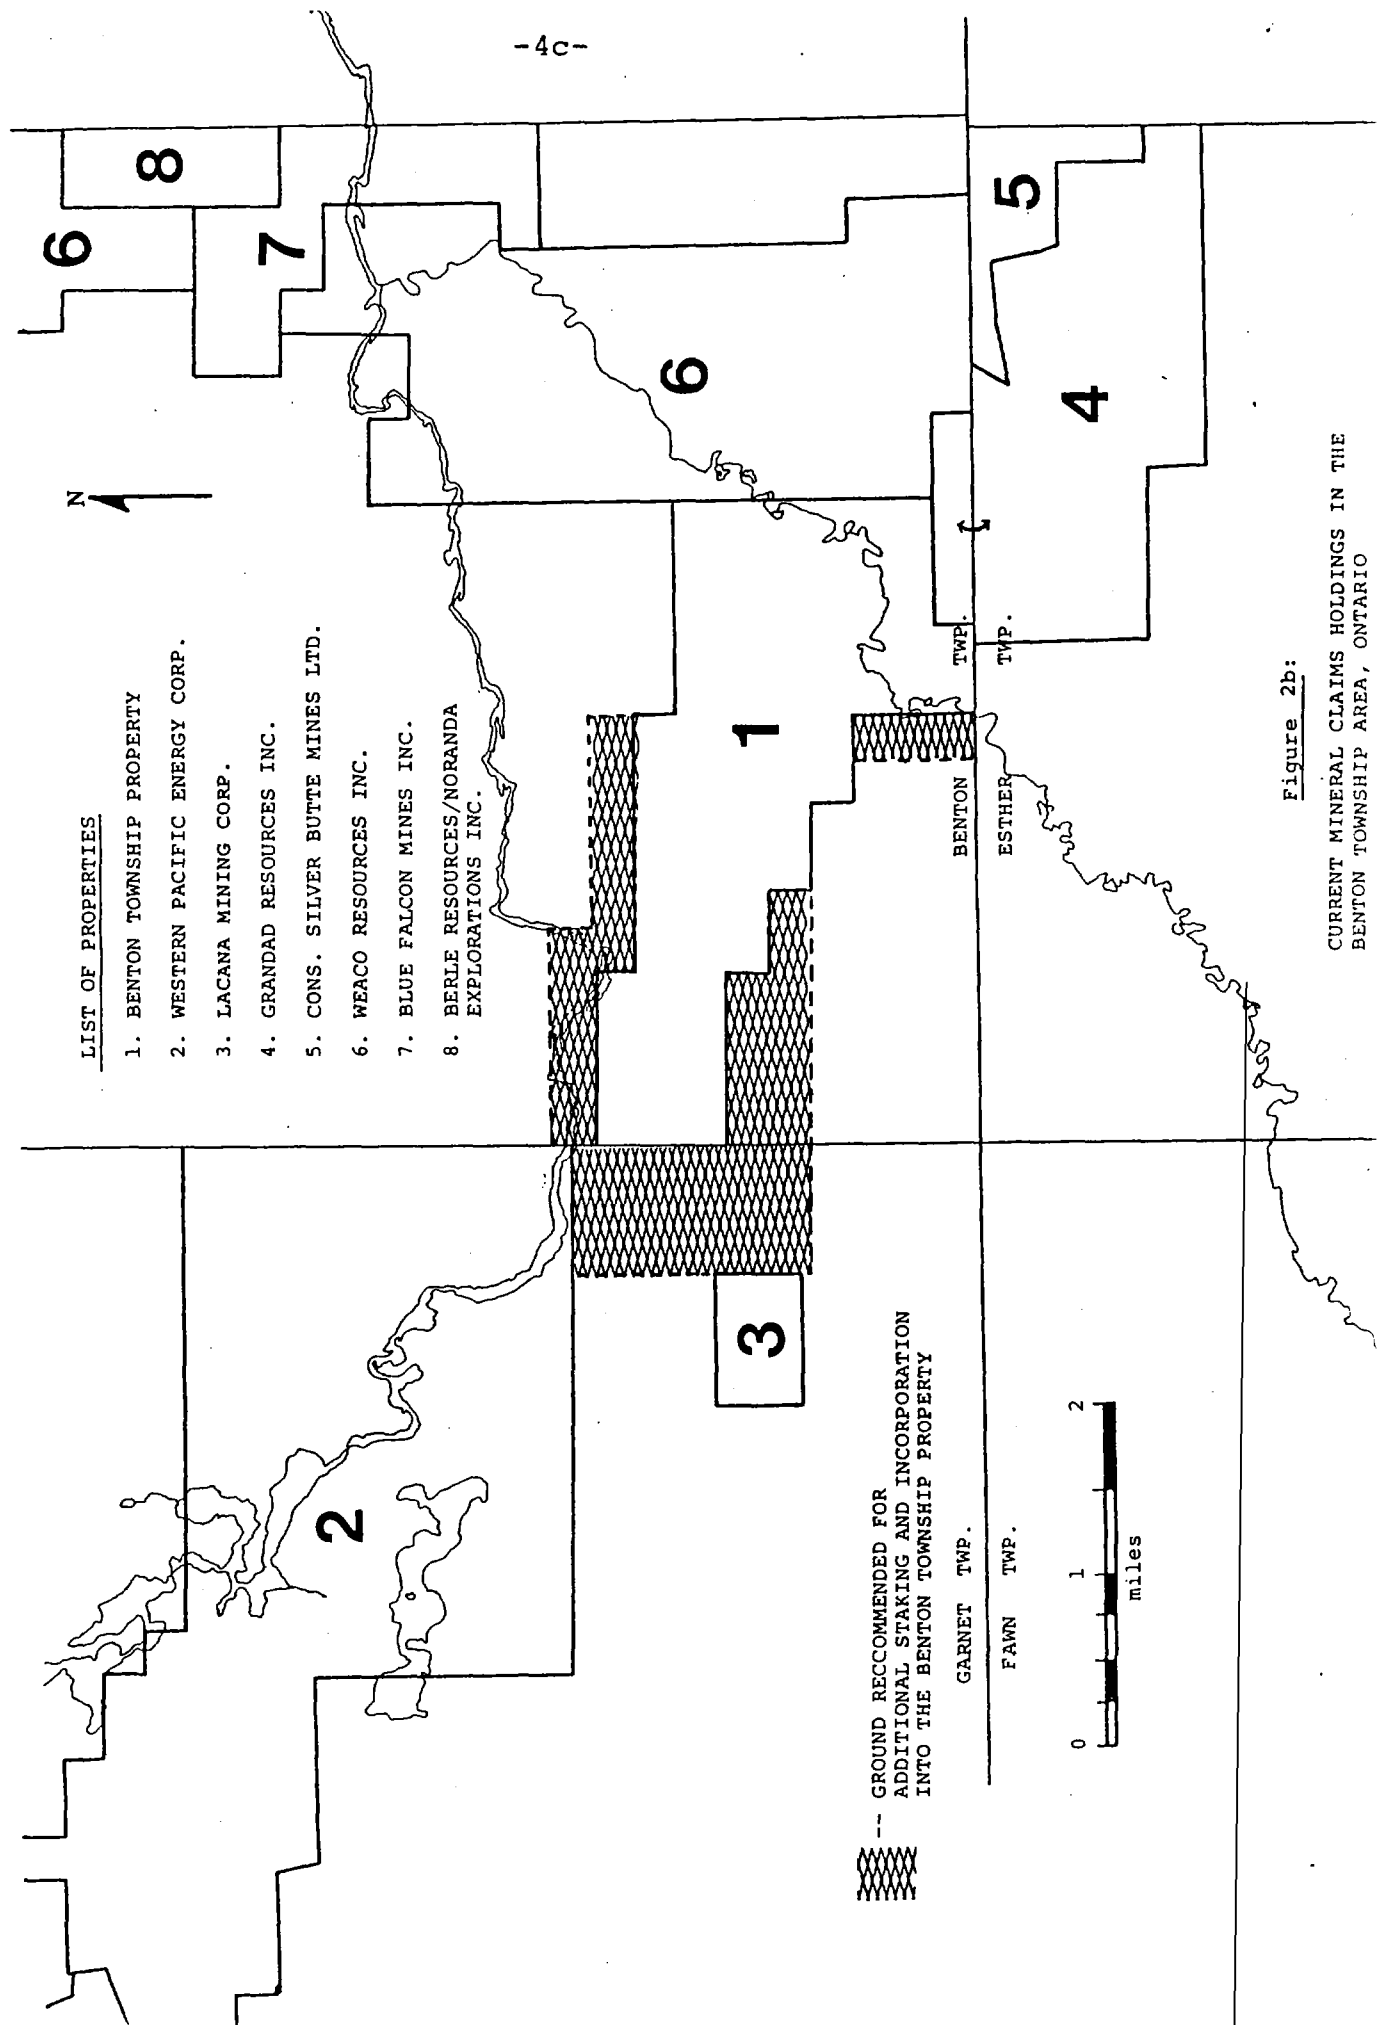 -4c-
N
LIST OF PROPERTIES
1. BENTON TOWNSHIP PROPERTY
2. WESTERN PACIFIC ENERGY CORP.
3. LACANA MINING CORP.
4. GRANDAD RESOURCES INC.
5. CONS. SILVER BUTTE MINES LTD.
6. WEACO RESOURCES INC.
7. BLUE FALCON MINES INC.
8. BERLE RESOURCES/NORANDA
EXPLORATIONS INC.
6
8
7
2
6
1
3
5
4
BENTON TWP.
ESTHER TWP.
-- GROUND RECCOMMENDED FOR
ADDITIONAL STAKING AND INCORPORATION
INTO THE BENTON TOWNSHIP PROPERTY
GARNET TWP.
FAWN TWP.
0 1 2
miles
Figure 2b:
CURRENT MINERAL CLAIMS HOLDINGS IN THE
BENTON TOWNSHIP AREA, ONTARIO